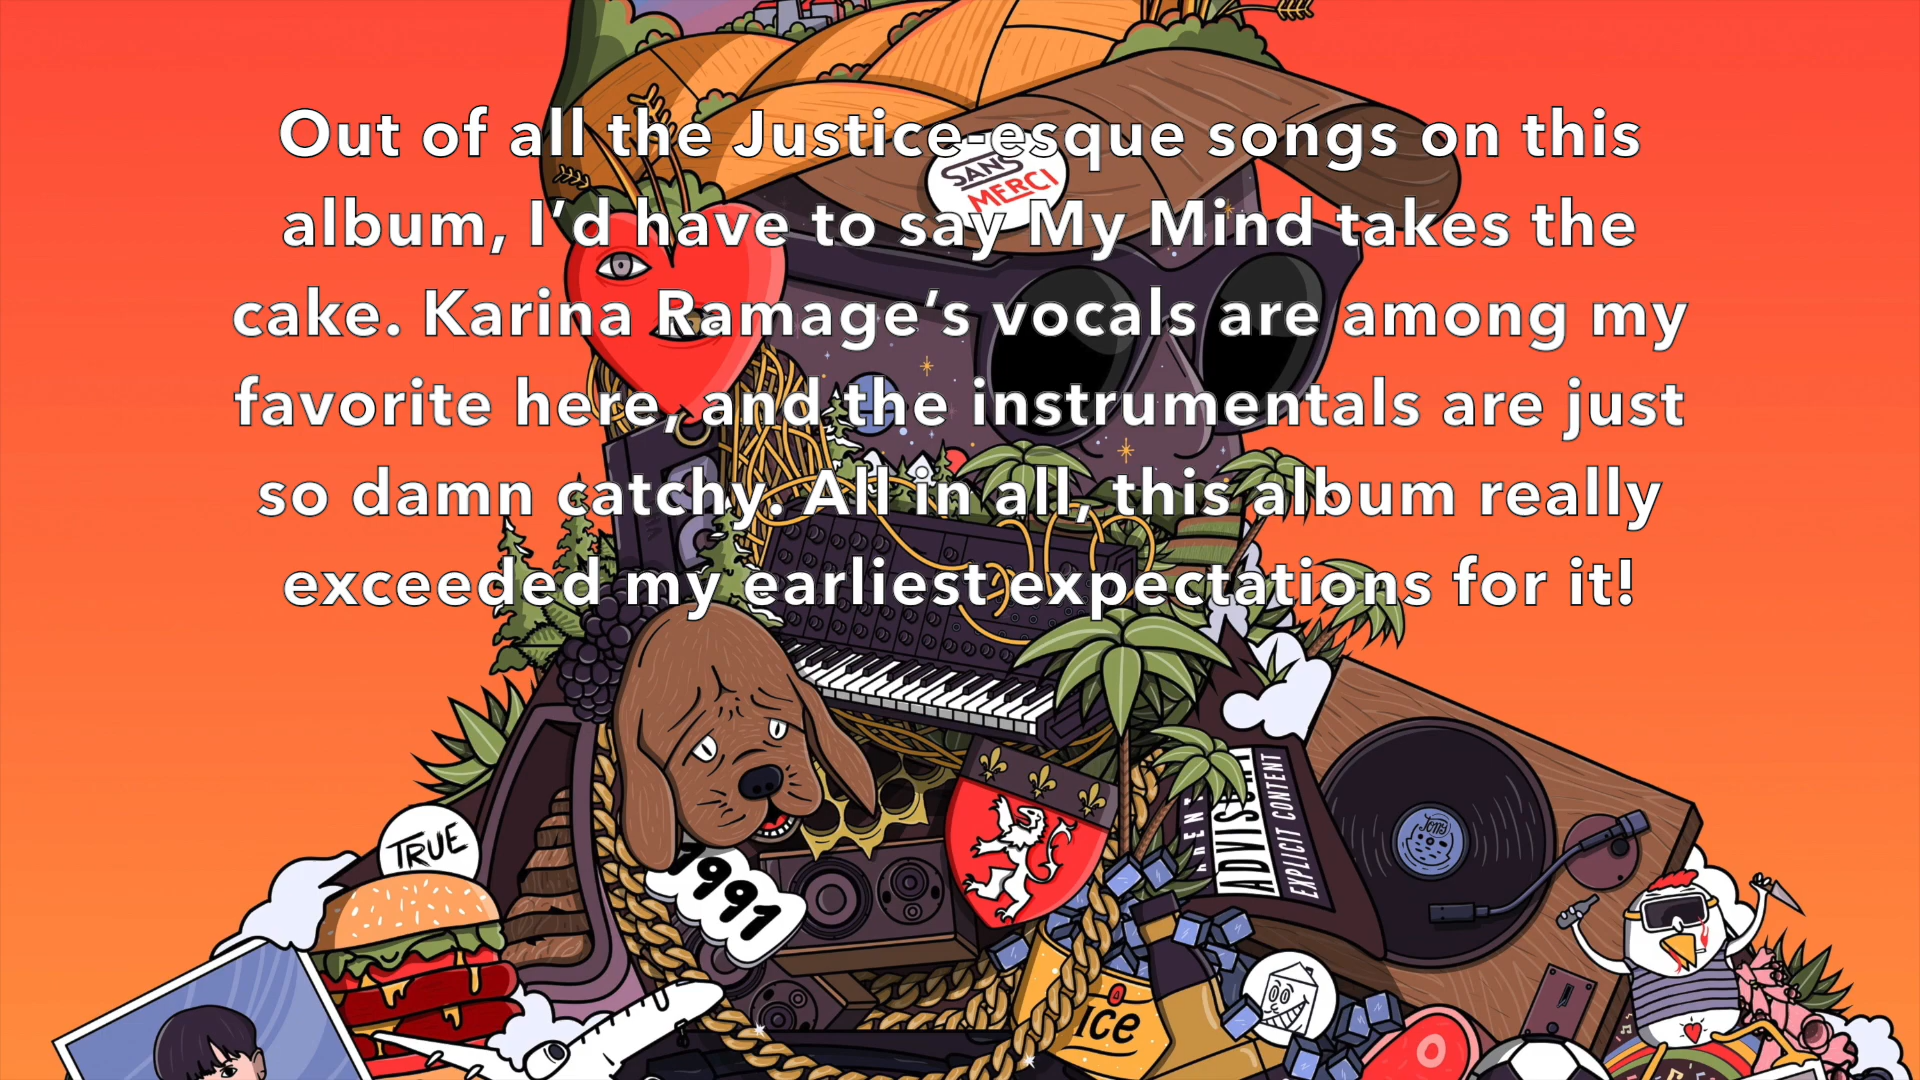 Out of all the Justice-esque songs on this
album, I’d have to say My Mind takes the
cake. Karina Ramage’s vocals are among my
favorite here, and the instrumentals are just
so damn catchy. All in all, this album really
exceeded my earliest expectations for it!
SANS
MERCI
TRUE
1991
ADVISORY
EXPLICIT CONTENT
ICE